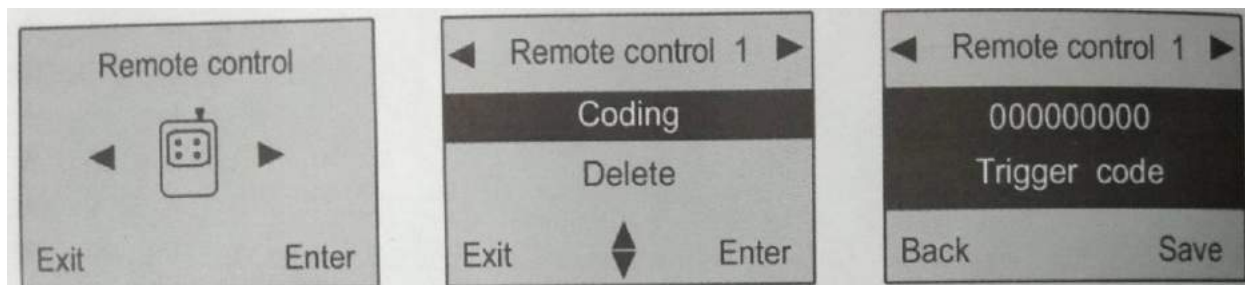 Remote control
Exit Enter
Remote control 1
Coding
Delete
Exit Enter
Remote control 1
000000000
Trigger code
Back Save